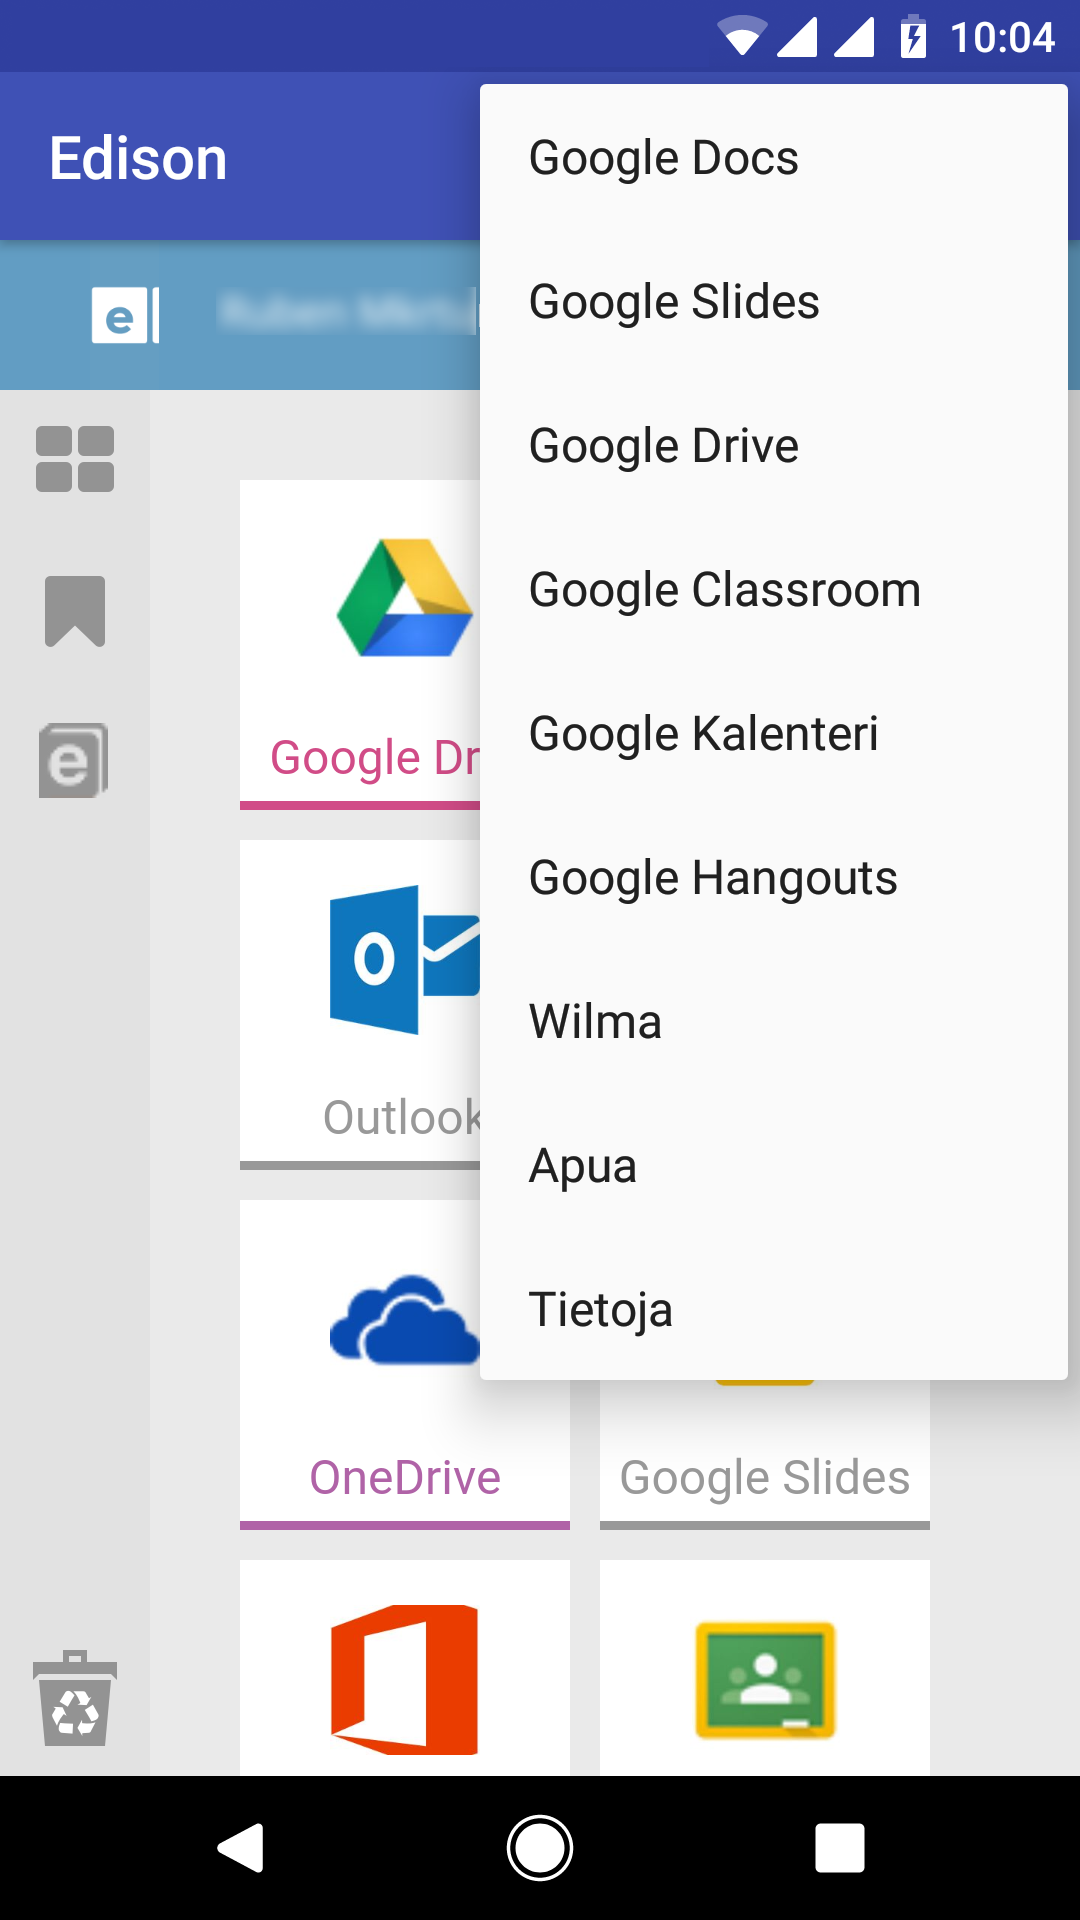 10:04
Edison
Google Docs
Google Slides
Google Drive
Google Classroom
Google Kalenteri
Google Hangouts
Wilma
Apua
Tietoja
e
e
Google Dr
Outlook
OneDrive
Google Slides